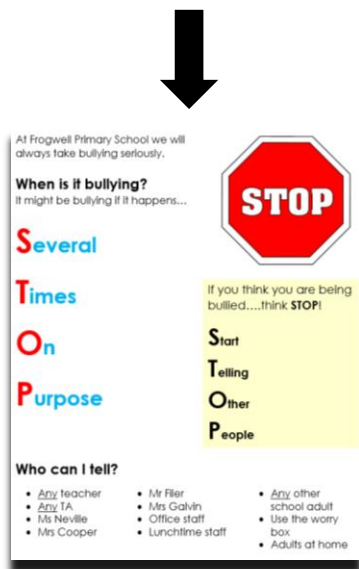 At Frogwell Primary School we will
always take bullying seriously.
When is it bullying?
It might be bullying if it happens...
Several
Times
On
Purpose
STOP
If you think you are being
bullied....think STOP!
Start
Telling
Other
People
Who can I tell?
• Any teacher
• Any TA
• Ms Neville
• Mrs Cooper
• Mr Filer
• Mrs Galvin
• Office staff
• Lunchtime staff
• Any other
school adult
• Use the worry
box
• Adults at home